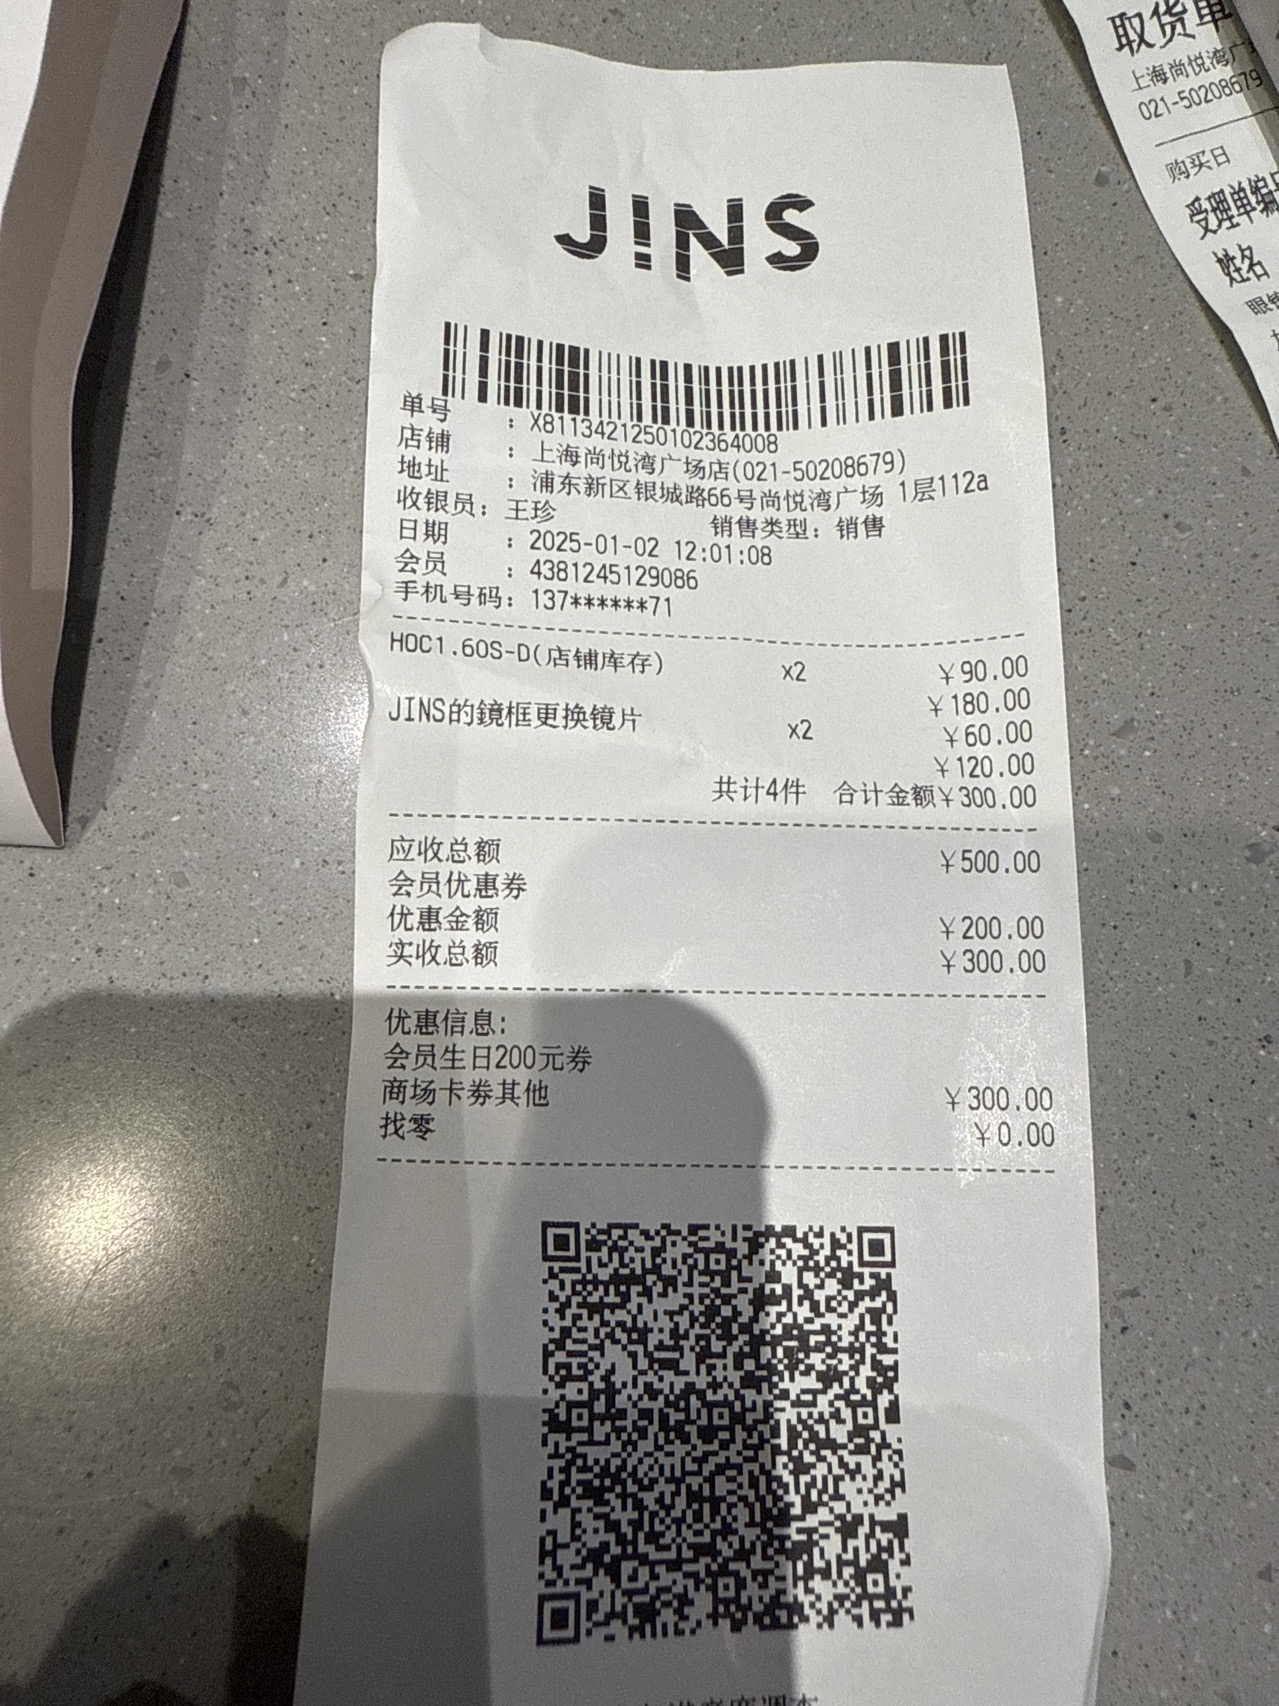 JINS
单号 : X8113421250102364008
店铺 : 上海尚悦湾广场店(021-50208679)
地址 : 浦东新区银城路66号尚悦湾广场 1层112a
收银员: 王珍 销售类型: 销售
日期 : 2025-01-02 12:01:08
会员 : 4381245129086
手机号码: 137******71
HOC1.60S-D(店铺库存) x2 ¥90.00
¥180.00
JINS的鏡框更换镜片 x2 ¥60.00
¥120.00
共计4件 合计金额¥300.00
应收总额 ¥500.00
会员优惠券
优惠金额 ¥200.00
实收总额 ¥300.00
优惠信息:
会员生日200元券
商场卡券其他 ¥300.00
找零 ¥0.00
取货单
上海尚悦湾广
021-50208679
购买日
受理单编
姓名